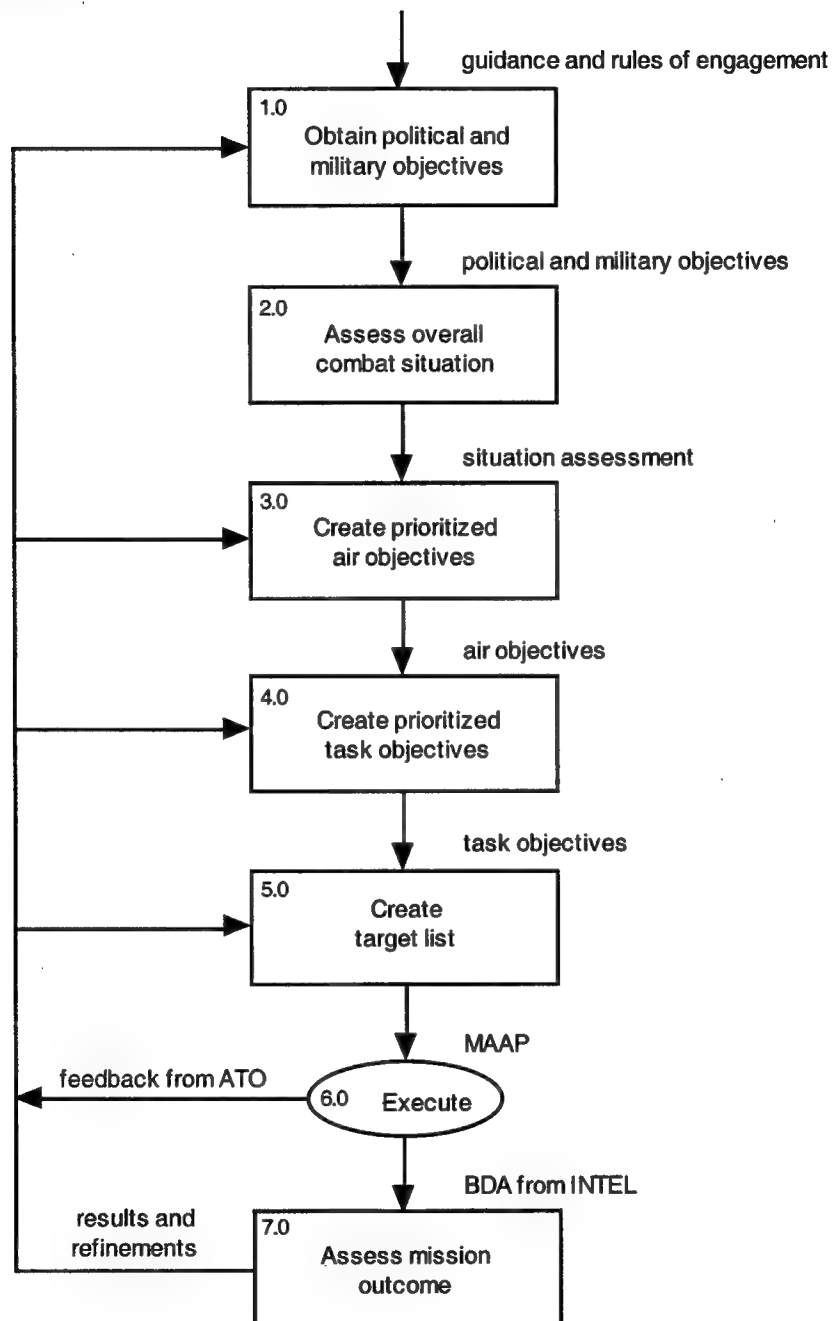 guidance and rules of engagement
1.0
Obtain political and
military objectives
political and military objectives
2.0
Assess overall
combat situation
situation assessment
3.0
Create prioritized
air objectives
air objectives
4.0
Create prioritized
task objectives
task objectives
5.0
Create
target list
MAAP
feedback from ATO
6.0 Execute
BDA from INTEL
results and
refinements
7.0
Assess mission
outcome